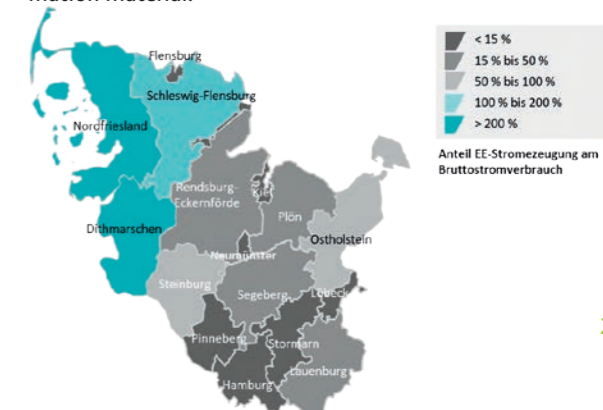 Flensburg
Schleswig-Flensburg
Nordfriesland
Rendsburg-
Eckernförde
Kiel
Plön
Dithmarschen
Ostholstein
Neumünster
Steinburg
Segeberg
Lübeck
Pinneberg
Stormarn
Lauenburg
Hamburg
< 15 %
15 % bis 50 %
50 % bis 100 %
100 % bis 200 %
> 200 %
Anteil EE-Stromezeugung am
Bruttostromverbrauch